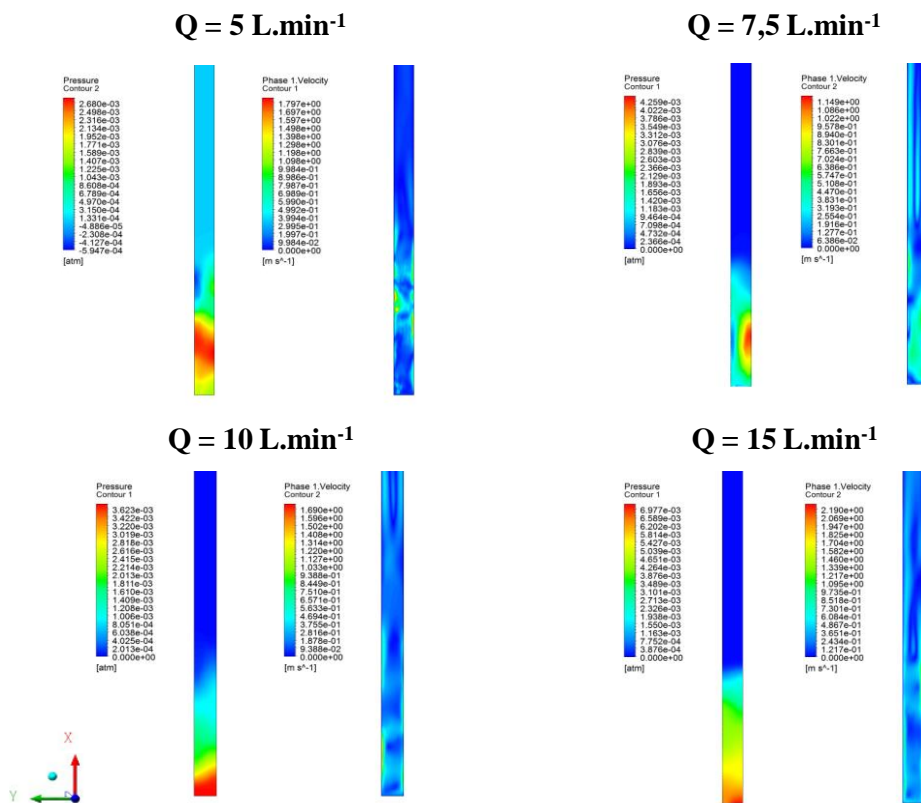 Q = 5 L.min-1
Pressure
Contour 2
2.680e-03
2.498e-03
2.316e-03
2.134e-03
1.952e-03
1.771e-03
1.589e-03
1.407e-03
1.225e-03
1.043e-03
8.608e-04
6.789e-04
4.970e-04
3.150e-04
1.331e-04
-4.886e-05
-2.308e-04
-4.127e-04
-5.947e-04
[atm]
Phase 1.Velocity
Contour 1
1.797e+00
1.697e+00
1.597e+00
1.498e+00
1.398e+00
1.298e+00
1.198e+00
1.098e+00
9.984e-01
8.986e-01
7.987e-01
6.989e-01
5.990e-01
4.992e-01
3.994e-01
2.995e-01
1.997e-01
9.984e-02
0.000e+00
[m s^-1]
Q = 7,5 L.min-1
Pressure
Contour 1
4.259e-03
4.022e-03
3.786e-03
3.549e-03
3.312e-03
3.076e-03
2.839e-03
2.603e-03
2.366e-03
2.129e-03
1.893e-03
1.656e-03
1.420e-03
1.183e-03
9.464e-04
7.098e-04
4.732e-04
2.366e-04
0.000e+00
[atm]
Phase 1.Velocity
Contour 2
1.149e+00
1.086e+00
1.022e+00
9.578e-01
8.940e-01
8.301e-01
7.663e-01
7.024e-01
6.386e-01
5.747e-01
5.108e-01
4.470e-01
3.831e-01
3.193e-01
2.554e-01
1.916e-01
1.277e-01
6.386e-02
0.000e+00
[m s^-1]
Q = 10 L.min-1
Pressure
Contour 1
3.623e-03
3.422e-03
3.220e-03
3.019e-03
2.818e-03
2.616e-03
2.415e-03
2.214e-03
2.013e-03
1.811e-03
1.610e-03
1.409e-03
1.208e-03
1.006e-03
8.051e-04
6.038e-04
4.025e-04
2.013e-04
0.000e+00
[atm]
Phase 1.Velocity
Contour 2
1.690e+00
1.596e+00
1.502e+00
1.408e+00
1.314e+00
1.220e+00
1.127e+00
1.033e+00
9.388e-01
8.449e-01
7.510e-01
6.571e-01
5.633e-01
4.694e-01
3.755e-01
2.816e-01
1.878e-01
9.388e-02
0.000e+00
[m s^-1]
Q = 15 L.min-1
Pressure
Contour 1
6.977e-03
6.589e-03
6.202e-03
5.814e-03
5.427e-03
5.039e-03
4.651e-03
4.264e-03
3.876e-03
3.489e-03
3.101e-03
2.713e-03
2.326e-03
1.938e-03
1.550e-03
1.163e-03
7.752e-04
3.876e-04
0.000e+00
[atm]
Phase 1.Velocity
Contour 2
2.190e+00
2.069e+00
1.947e+00
1.825e+00
1.704e+00
1.582e+00
1.460e+00
1.339e+00
1.217e+00
1.095e+00
9.735e-01
8.518e-01
7.301e-01
6.084e-01
4.867e-01
3.651e-01
2.434e-01
1.217e-01
0.000e+00
[m s^-1]
X
Y